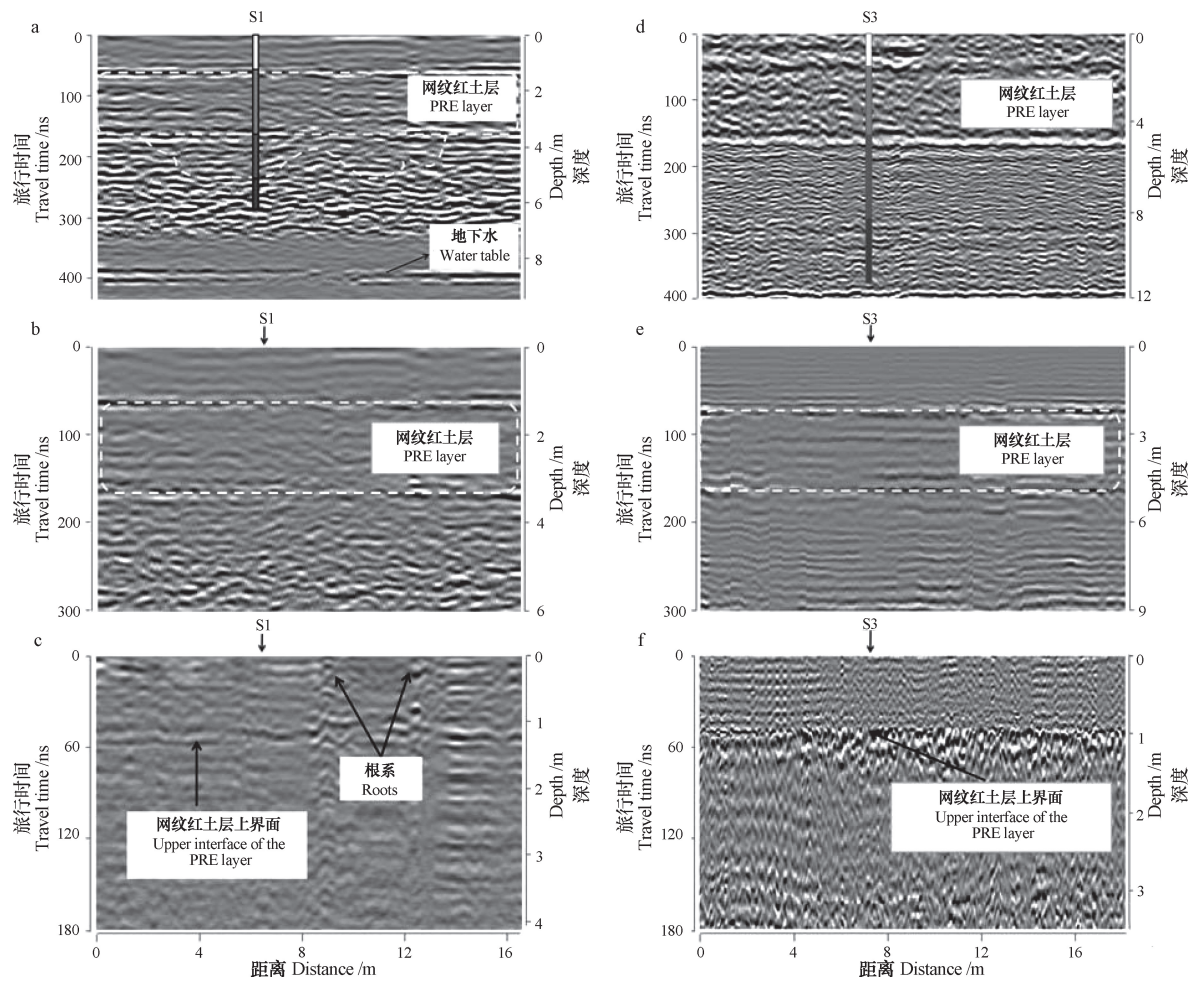 a
S1
0
100
200
300
400
旅行时间
Travel time /ns
0
2
4
6
8
Depth /m
深度
网纹红土层
PRE layer
地下水
Water table
d
S3
0
100
200
300
400
旅行时间
Travel time /ns
0
4
8
12
Depth /m
深度
网纹红土层
PRE layer
b
S1
0
100
200
300
旅行时间
Travel time /ns
0
2
4
6
Depth /m
深度
网纹红土层
PRE layer
e
S3
0
100
200
300
旅行时间
Travel time /ns
0
3
6
9
Depth /m
深度
网纹红土层
PRE layer
c
S1
0
60
120
180
旅行时间
Travel time /ns
0
1
2
3
4
Depth /m
深度
根系
Roots
网纹红土层上界面
Upper interface of the
PRE layer
0 4 8 12 16
距离 Distance /m
f
S3
0
60
120
180
旅行时间
Travel time /ns
0
1
2
3
Depth /m
深度
网纹红土层上界面
Upper interface of the
PRE layer
0 4 8 12 16
距离 Distance /m